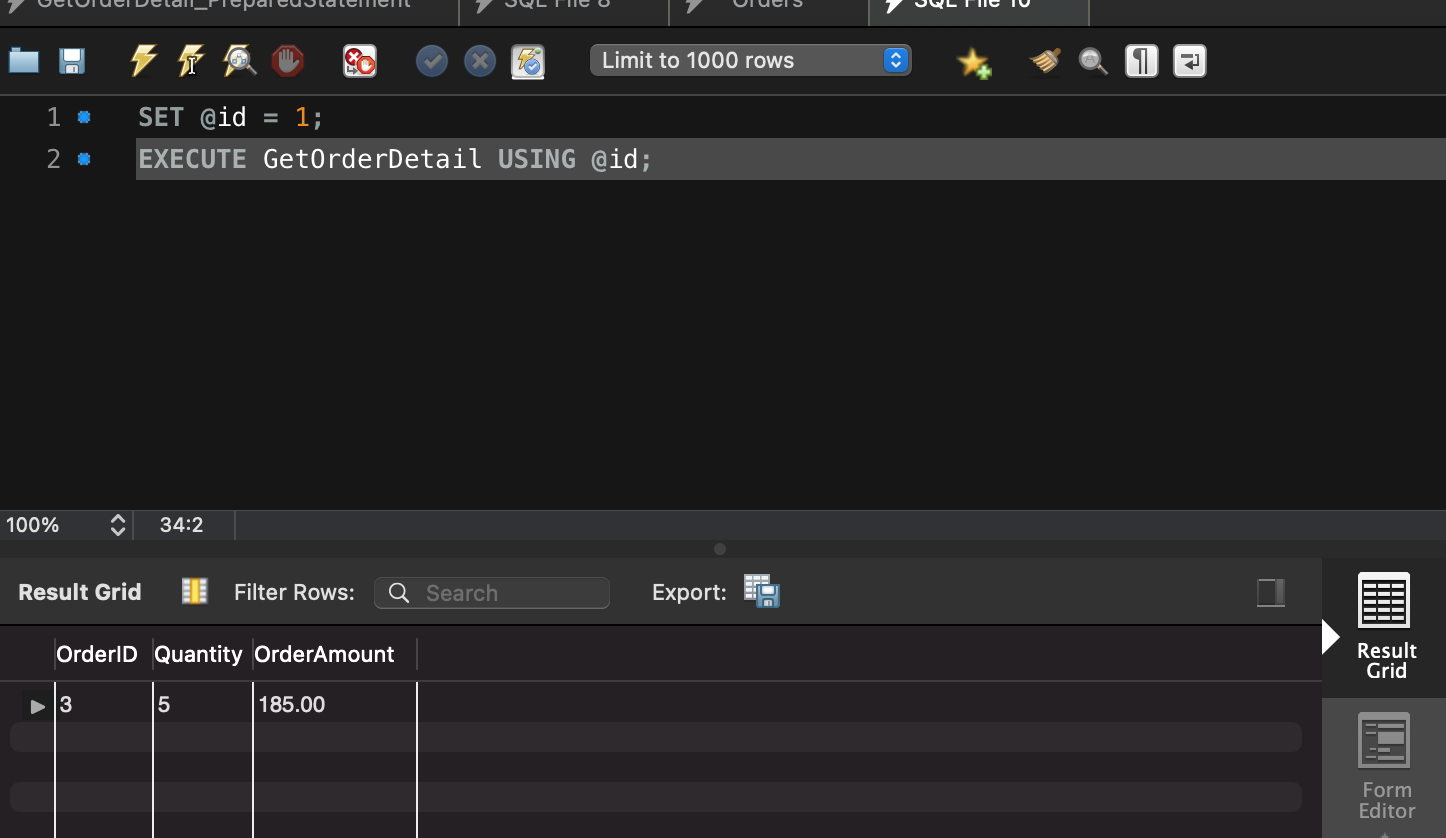 GetOrderDetail_PreparedStatement SQL File 8 Orders SQL File 10
Limit to 1000 rows
1 SET @id = 1;
2 EXECUTE GetOrderDetail USING @id;
100% 34:2
Result Grid Filter Rows: Search Export:
OrderID Quantity OrderAmount
3 5 185.00
Result
Grid
Form
Editor